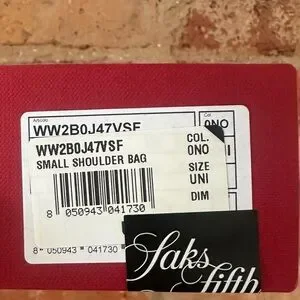 Articolo
Col.
WW2B0J47VSF
0NO
WW2B0J47VSF
SMALL SHOULDER BAG
COL.
0NO
SIZE
UNI
DIM
8 050943 041730
8 050943 041730
Saks
fifth